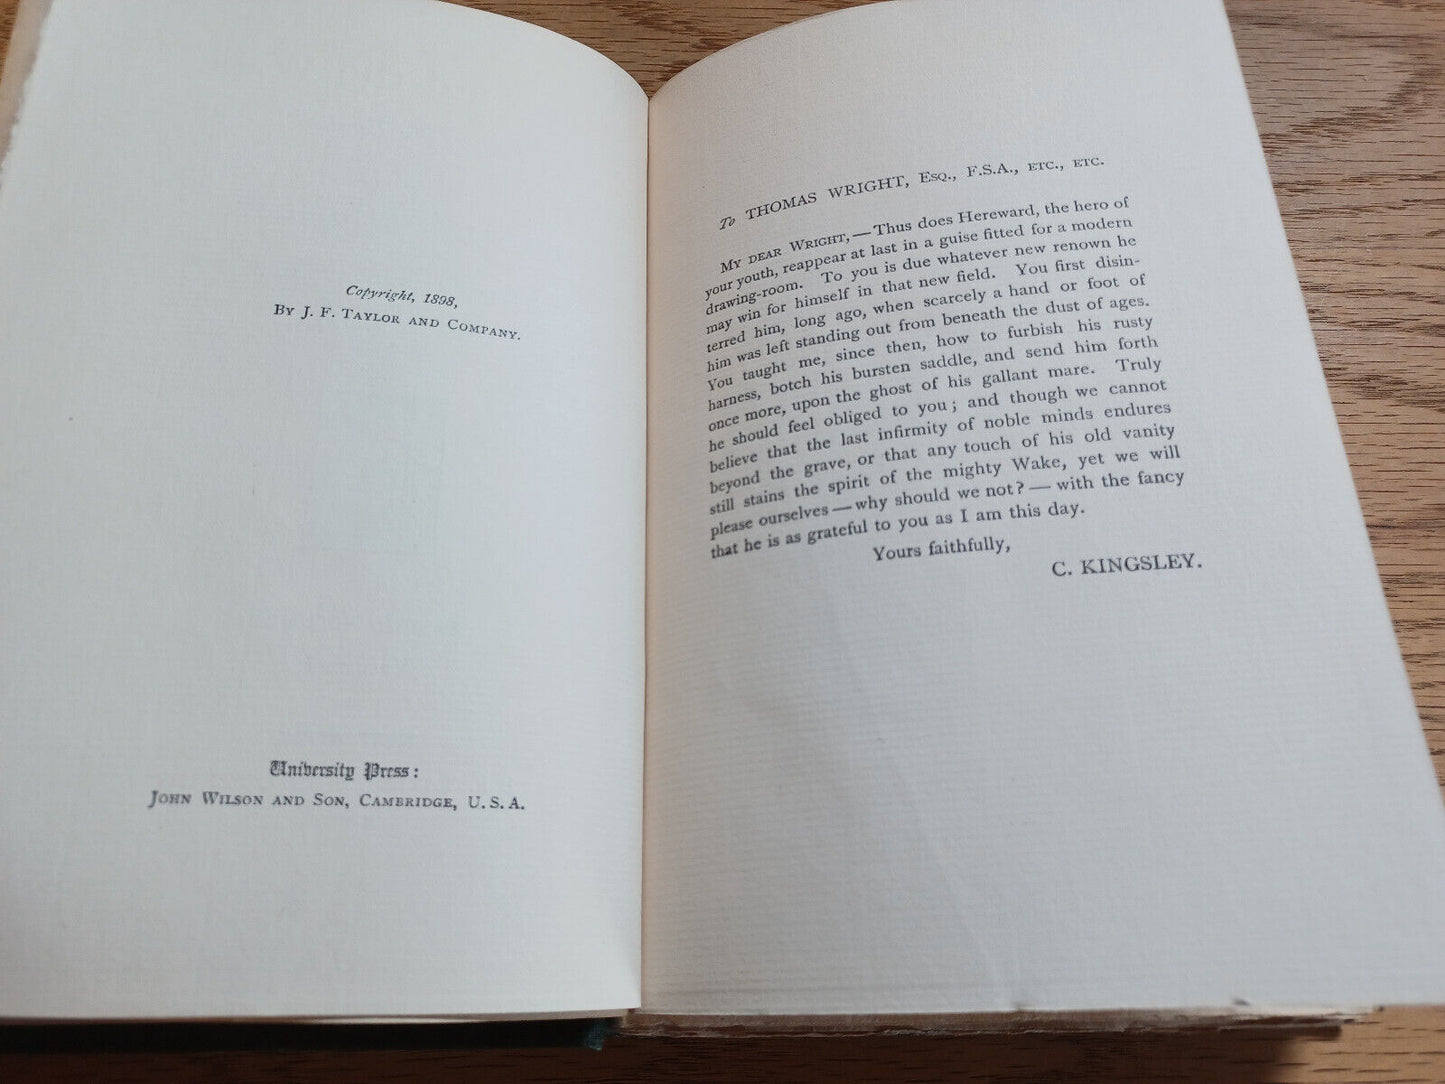 Copyright, 1898,
By J. F. Taylor and Company.
University Press:
John Wilson and Son, Cambridge, U.S.A.
To THOMAS WRIGHT, Esq., F.S.A., etc., etc.
My dear Wright,—Thus does Hereward, the hero of
your youth, reappear at last in a guise fitted for a modern
drawing-room. To you is due whatever new renown he
may win for himself in that new field. You first disin-
terred him, long ago, when scarcely a hand or foot of
him was left standing out from beneath the dust of ages.
You taught me, since then, how to furbish his rusty
harness, botch his bursten saddle, and send him forth
once more, upon the ghost of his gallant mare. Truly
he should feel obliged to you; and though we cannot
believe that the last infirmity of noble minds endures
beyond the grave, or that any touch of his old vanity
still stains the spirit of the mighty Wake, yet we will
please ourselves—why should we not?—with the fancy
that he is as grateful to you as I am this day.
Yours faithfully,
C. KINGSLEY.